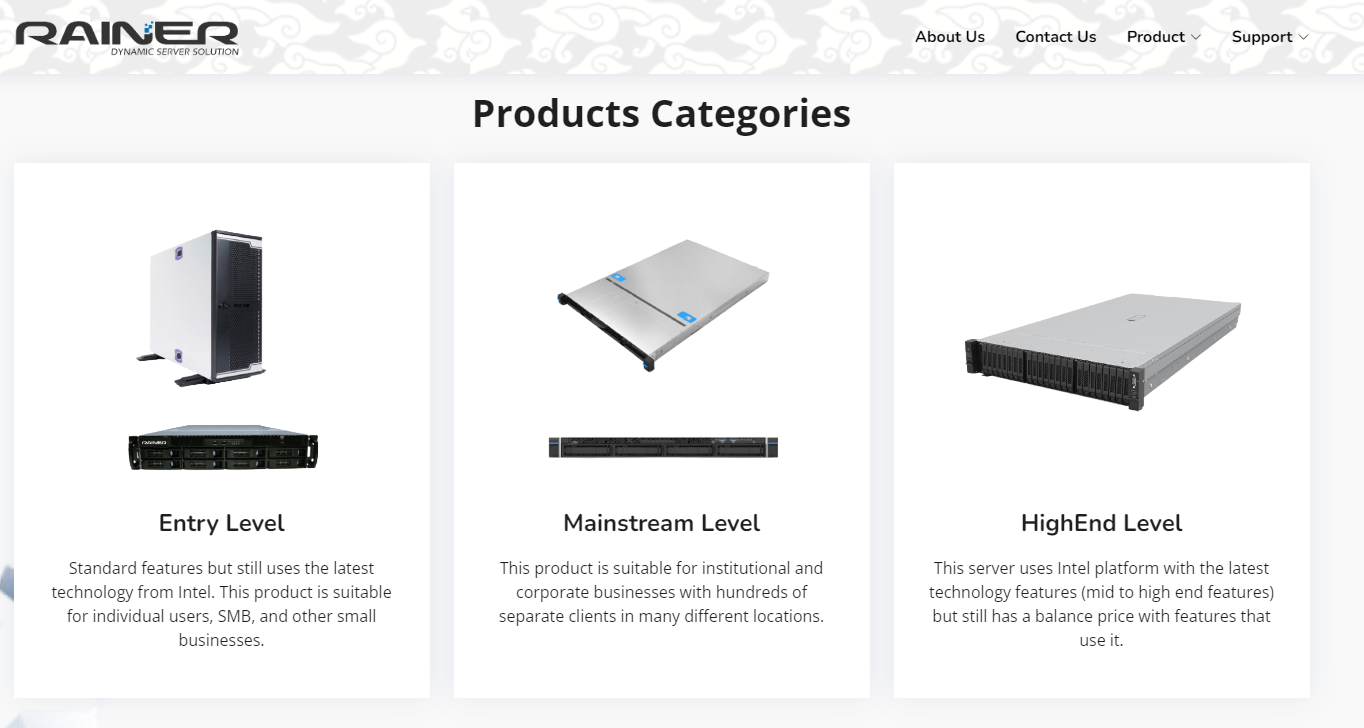 RAINER
DYNAMIC SERVER SOLUTION
About Us
Contact Us
Product
Support
Products Categories
RAINER
Entry Level
Standard features but still uses the latest
technology from Intel. This product is suitable
for individual users, SMB, and other small
businesses.
Mainstream Level
This product is suitable for institutional and
corporate businesses with hundreds of
separate clients in many different locations.
HighEnd Level
This server uses Intel platform with the latest
technology features (mid to high end features)
but still has a balance price with features that
use it.